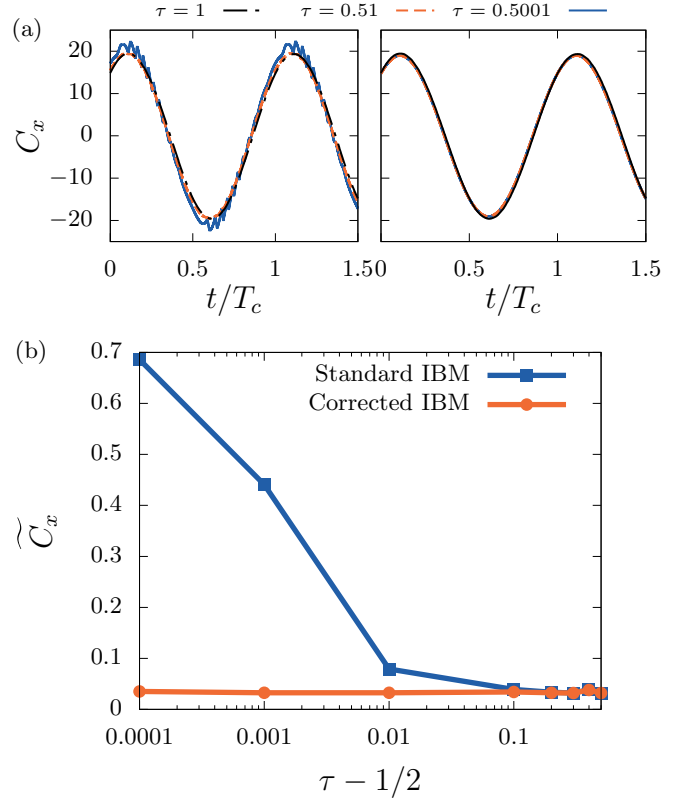 (a) τ = 1 τ = 0.51 τ = 0.5001
20
10
0
−10
−20
C_x
0 0.5 1 1.5 0 0.5 1 1.5
t/T_c t/T_c
(b)
0.7
0.6
0.5
0.4
0.3
0.2
0.1
0
Standard IBM
Corrected IBM
\widetilde{C_x}
0.0001 0.001 0.01 0.1
τ − 1/2